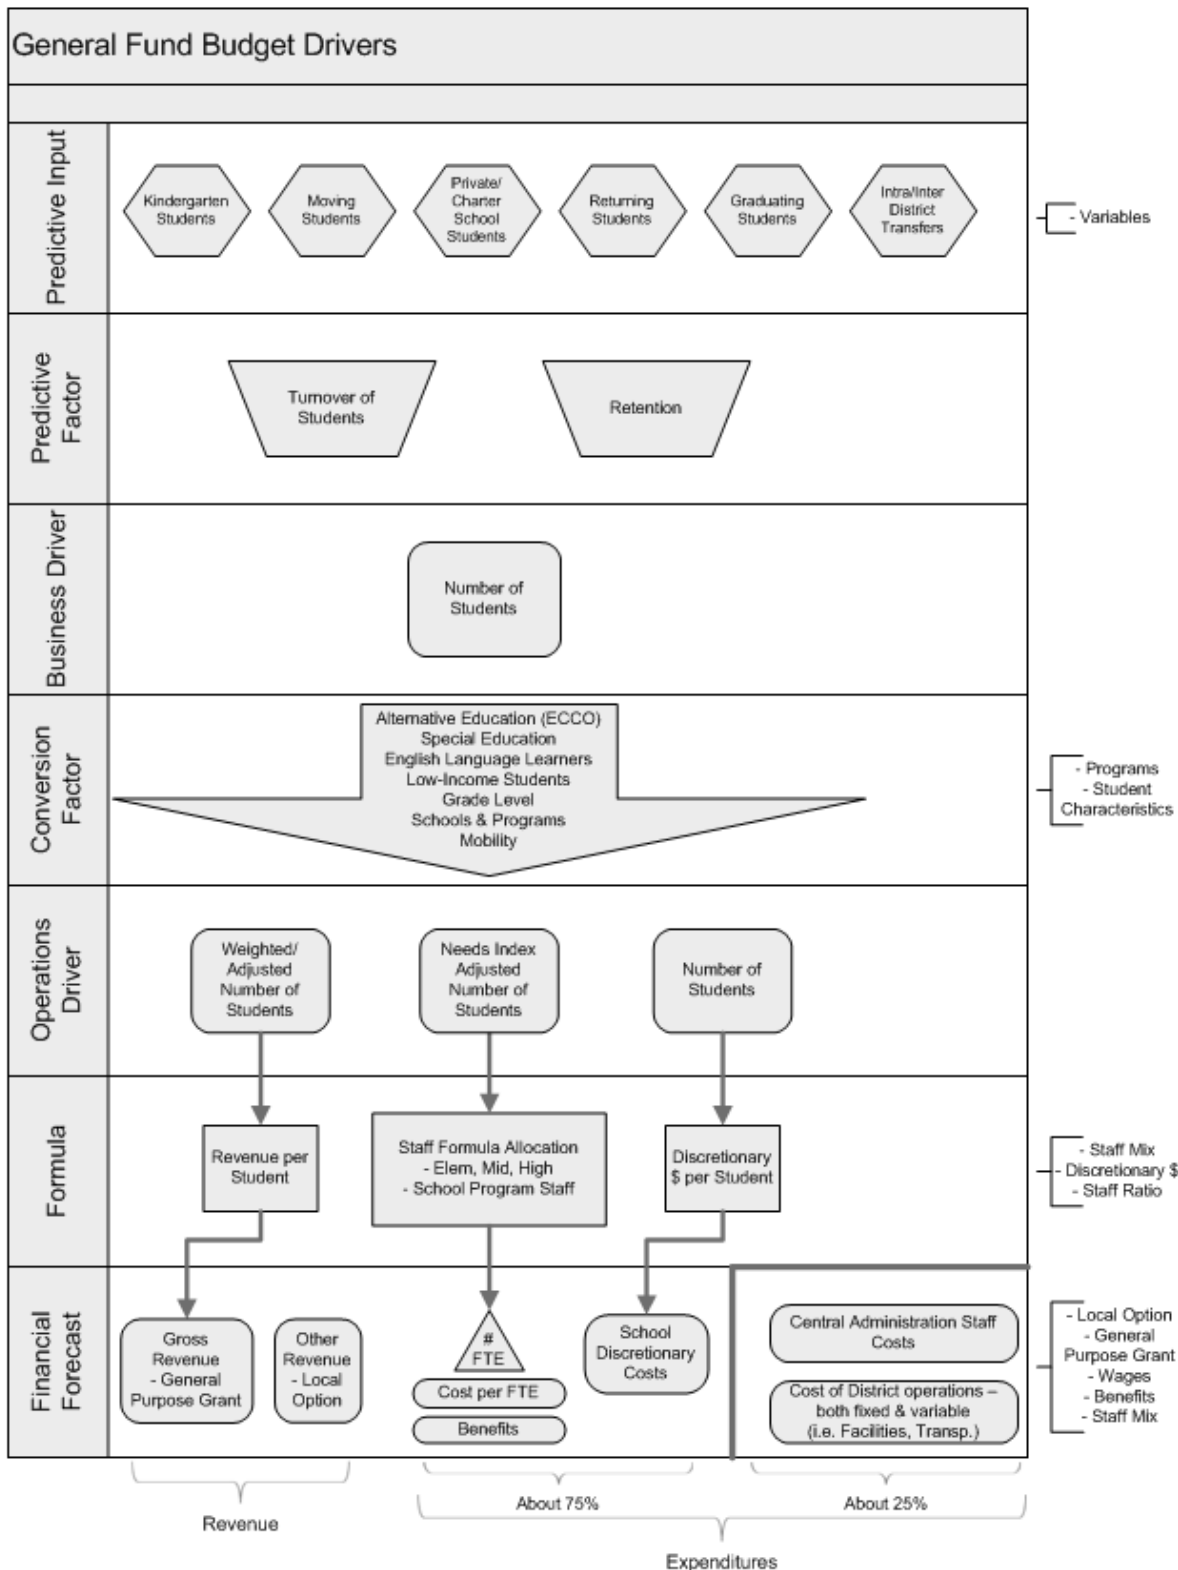 General Fund Budget Drivers
Predictive Input
Kindergarten
Students
Moving
Students
Private/
Charter
School
Students
Returning
Students
Graduating
Students
Intra/Inter
District
Transfers
- Variables
Predictive
Factor
Turnover of
Students
Retention
Business Driver
Number of
Students
Conversion
Factor
Alternative Education (ECCO)
Special Education
English Language Learners
Low-Income Students
Grade Level
Schools & Programs
Mobility
- Programs
- Student
Characteristics
Operations
Driver
Weighted/
Adjusted
Number of
Students
Needs Index
Adjusted
Number of
Students
Number of
Students
Formula
Revenue per
Student
Staff Formula Allocation
- Elem, Mid, High
- School Program Staff
Discretionary
$ per Student
- Staff Mix
- Discretionary $
- Staff Ratio
Financial
Forecast
Gross
Revenue
- General
Purpose Grant
Other
Revenue
- Local
Option
#
FTE
Cost per FTE
Benefits
School
Discretionary
Costs
Central Administration Staff
Costs
Cost of District operations –
both fixed & variable
(i.e. Facilities, Transp.)
- Local Option
- General
Purpose Grant
- Wages
- Benefits
- Staff Mix
Revenue
About 75%
About 25%
Expenditures